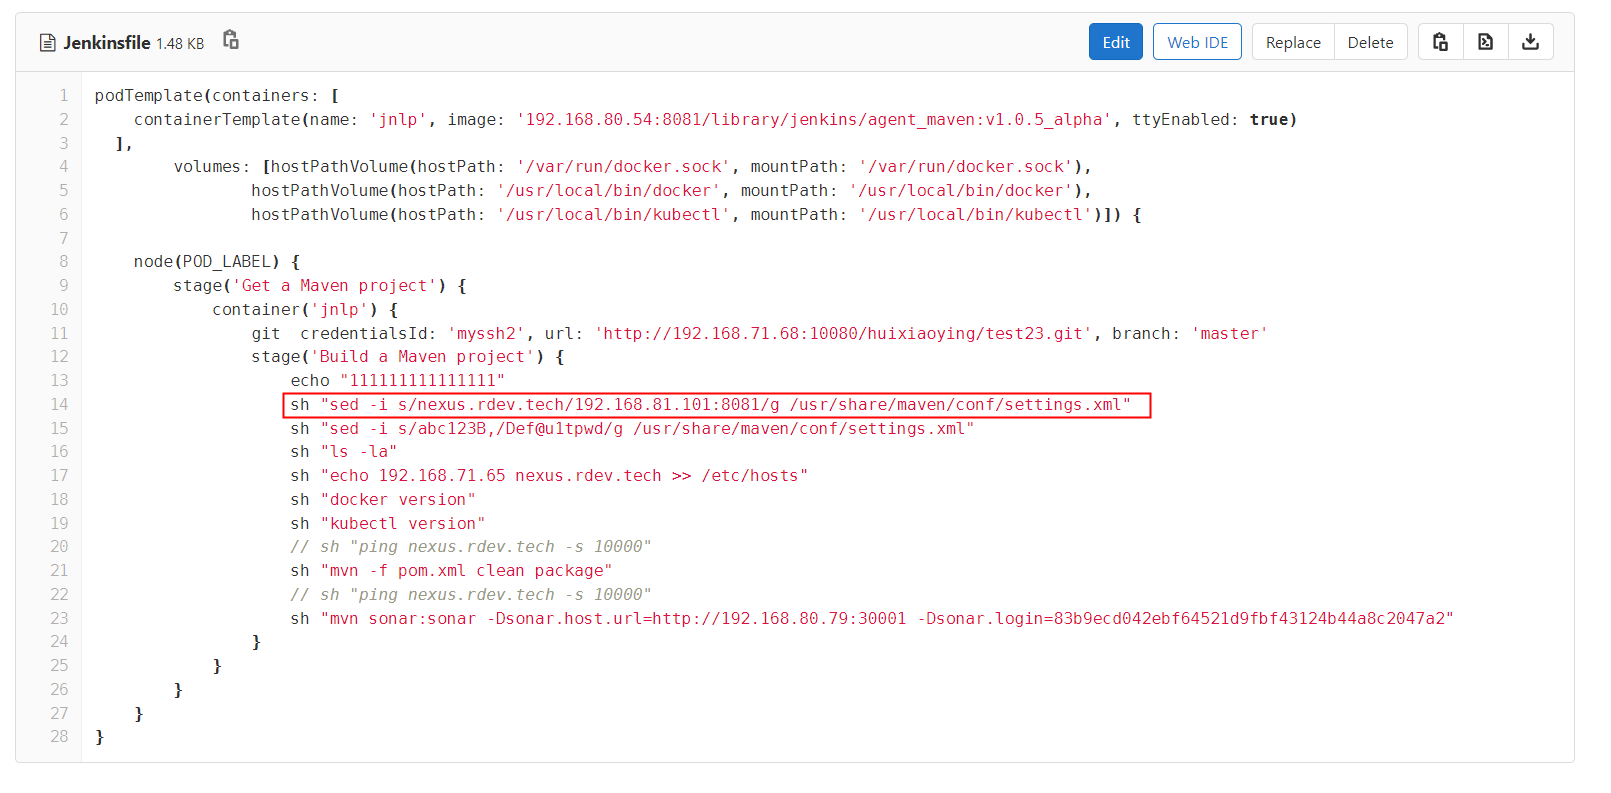 Jenkinsfile 1.48 KB Edit Web IDE Replace Delete
1 podTemplate(containers: [
2     containerTemplate(name: 'jnlp', image: '192.168.80.54:8081/library/jenkins/agent_maven:v1.0.5_alpha', ttyEnabled: true)
3   ],
4         volumes: [hostPathVolume(hostPath: '/var/run/docker.sock', mountPath: '/var/run/docker.sock'),
5                 hostPathVolume(hostPath: '/usr/local/bin/docker', mountPath: '/usr/local/bin/docker'),
6                 hostPathVolume(hostPath: '/usr/local/bin/kubectl', mountPath: '/usr/local/bin/kubectl')]) {
7
8     node(POD_LABEL) {
9         stage('Get a Maven project') {
10             container('jnlp') {
11                 git  credentialsId: 'myssh2', url: 'http://192.168.71.68:10080/huixiaoying/test23.git', branch: 'master'
12                 stage('Build a Maven project') {
13                     echo "111111111111111"
14                     sh "sed -i s/nexus.rdev.tech/192.168.81.101:8081/g /usr/share/maven/conf/settings.xml"
15                     sh "sed -i s/abc123B,/Def@u1tpwd/g /usr/share/maven/conf/settings.xml"
16                     sh "ls -la"
17                     sh "echo 192.168.71.65 nexus.rdev.tech >> /etc/hosts"
18                     sh "docker version"
19                     sh "kubectl version"
20                     // sh "ping nexus.rdev.tech -s 10000"
21                     sh "mvn -f pom.xml clean package"
22                     // sh "ping nexus.rdev.tech -s 10000"
23                     sh "mvn sonar:sonar -Dsonar.host.url=http://192.168.80.79:30001 -Dsonar.login=83b9ecd042ebf64521d9fbf43124b44a8c2047a2"
24                 }
25             }
26         }
27     }
28 }